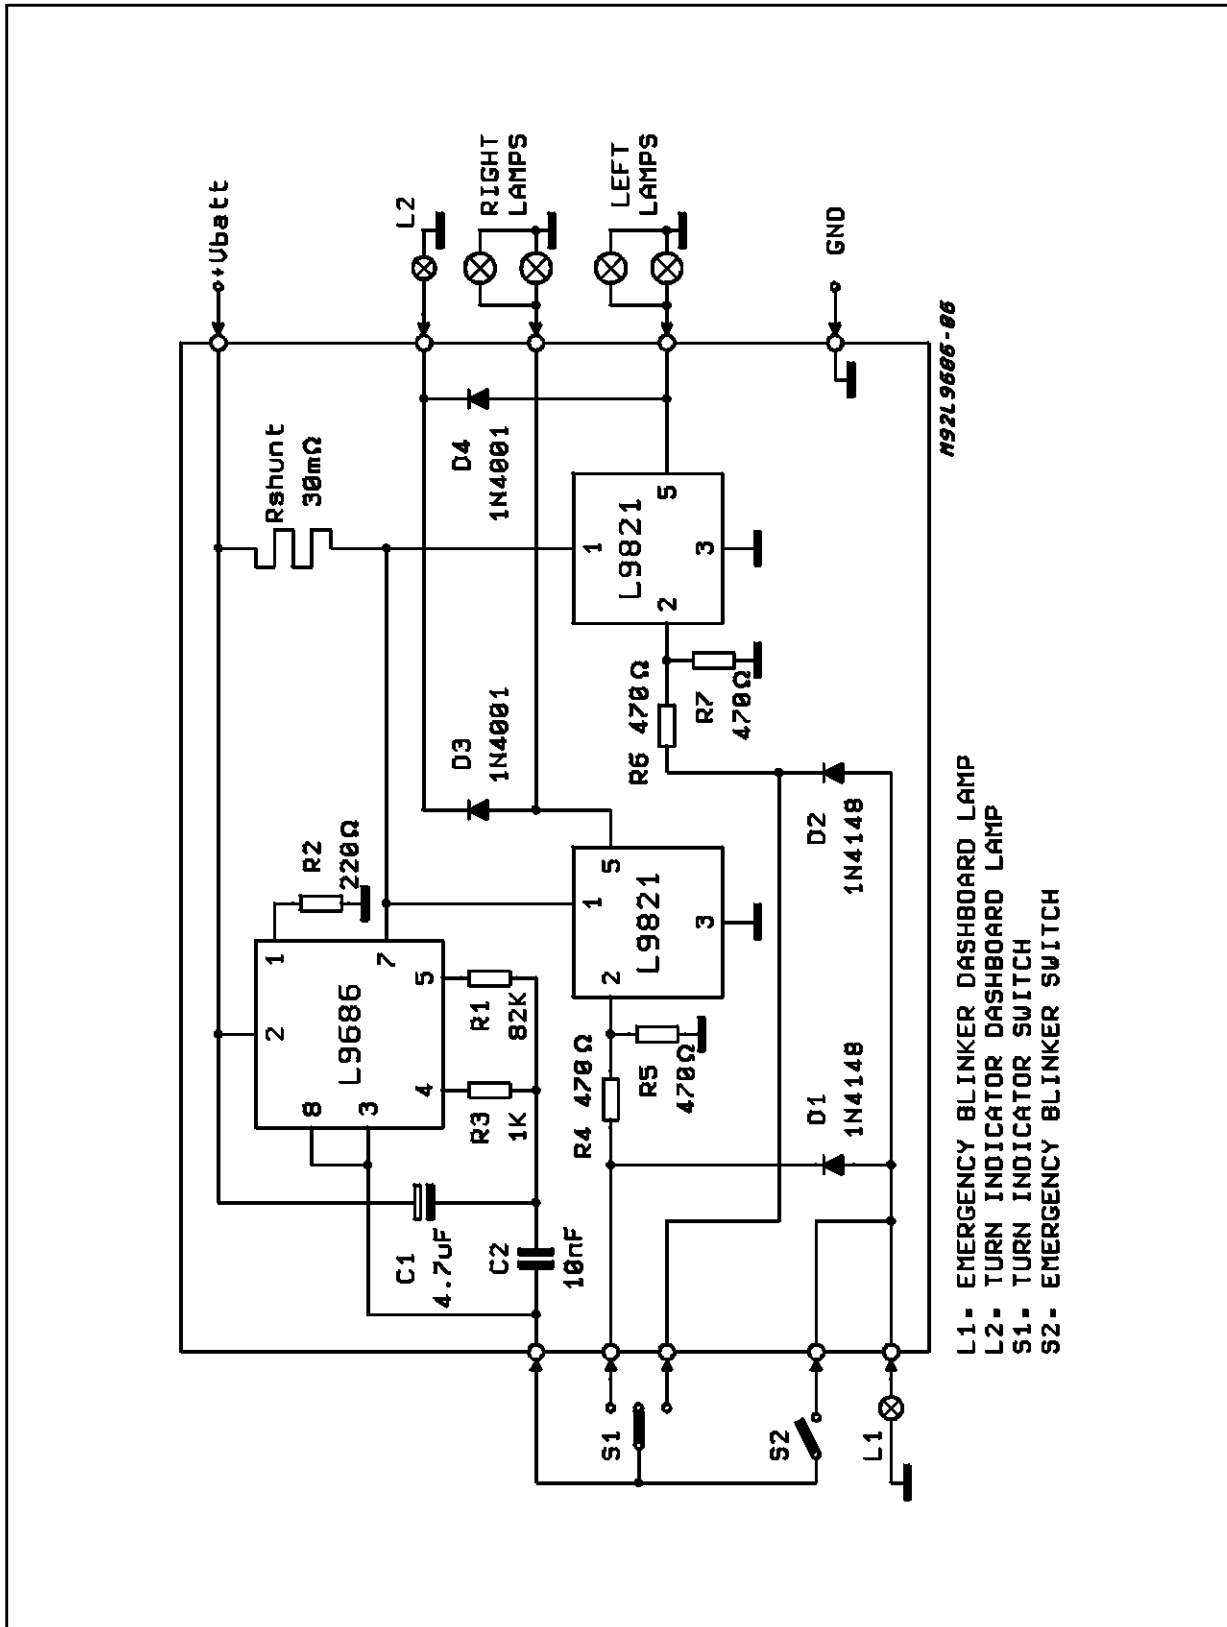 +Vbatt
L2
RIGHT
LAMPS
LEFT
LAMPS
GND
Rshunt
30mΩ
D4
1N4001
D3
1N4001
R2
220Ω
L9686
1
2
7
8
3
4
5
R1
82K
R3
1K
C1
4.7uF
C2
10nF
L9821
1
2
3
5
L9821
1
2
3
5
R6 470Ω
R7
470Ω
R4 470Ω
R5
470Ω
D2
1N4148
D1
1N4148
S1
S2
L1
M92L9686-06
L1= EMERGENCY BLINKER DASHBOARD LAMP
L2= TURN INDICATOR DASHBOARD LAMP
S1= TURN INDICATOR SWITCH
S2= EMERGENCY BLINKER SWITCH